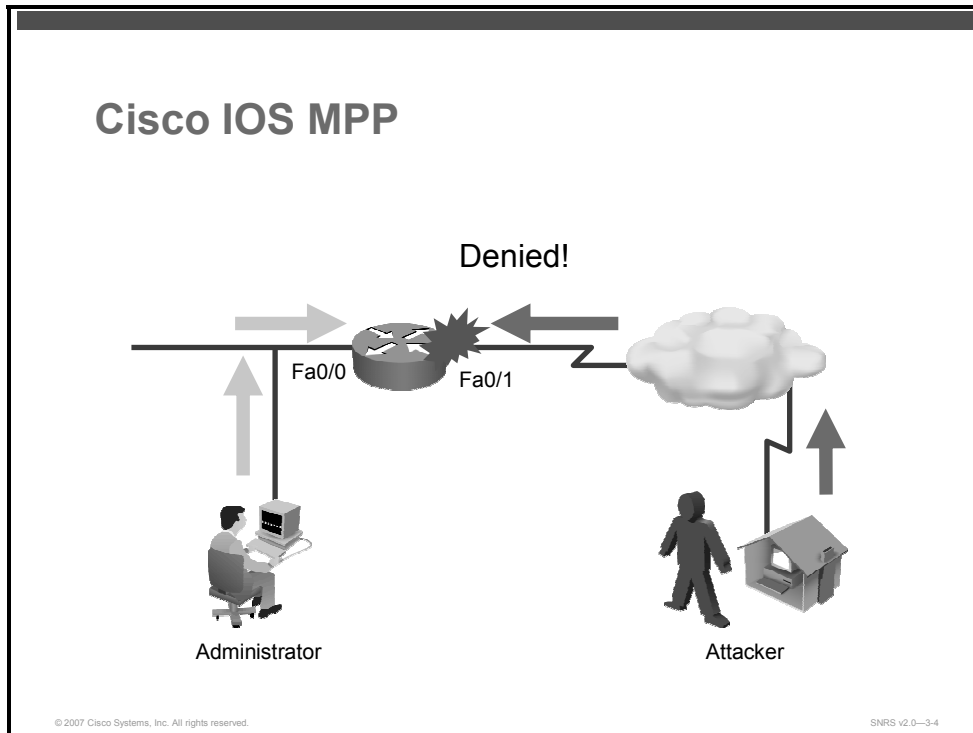 Cisco IOS MPP
Denied!
Fa0/0
Fa0/1
Administrator
Attacker
© 2007 Cisco Systems, Inc. All rights reserved.
SNRS v2.0—3-4